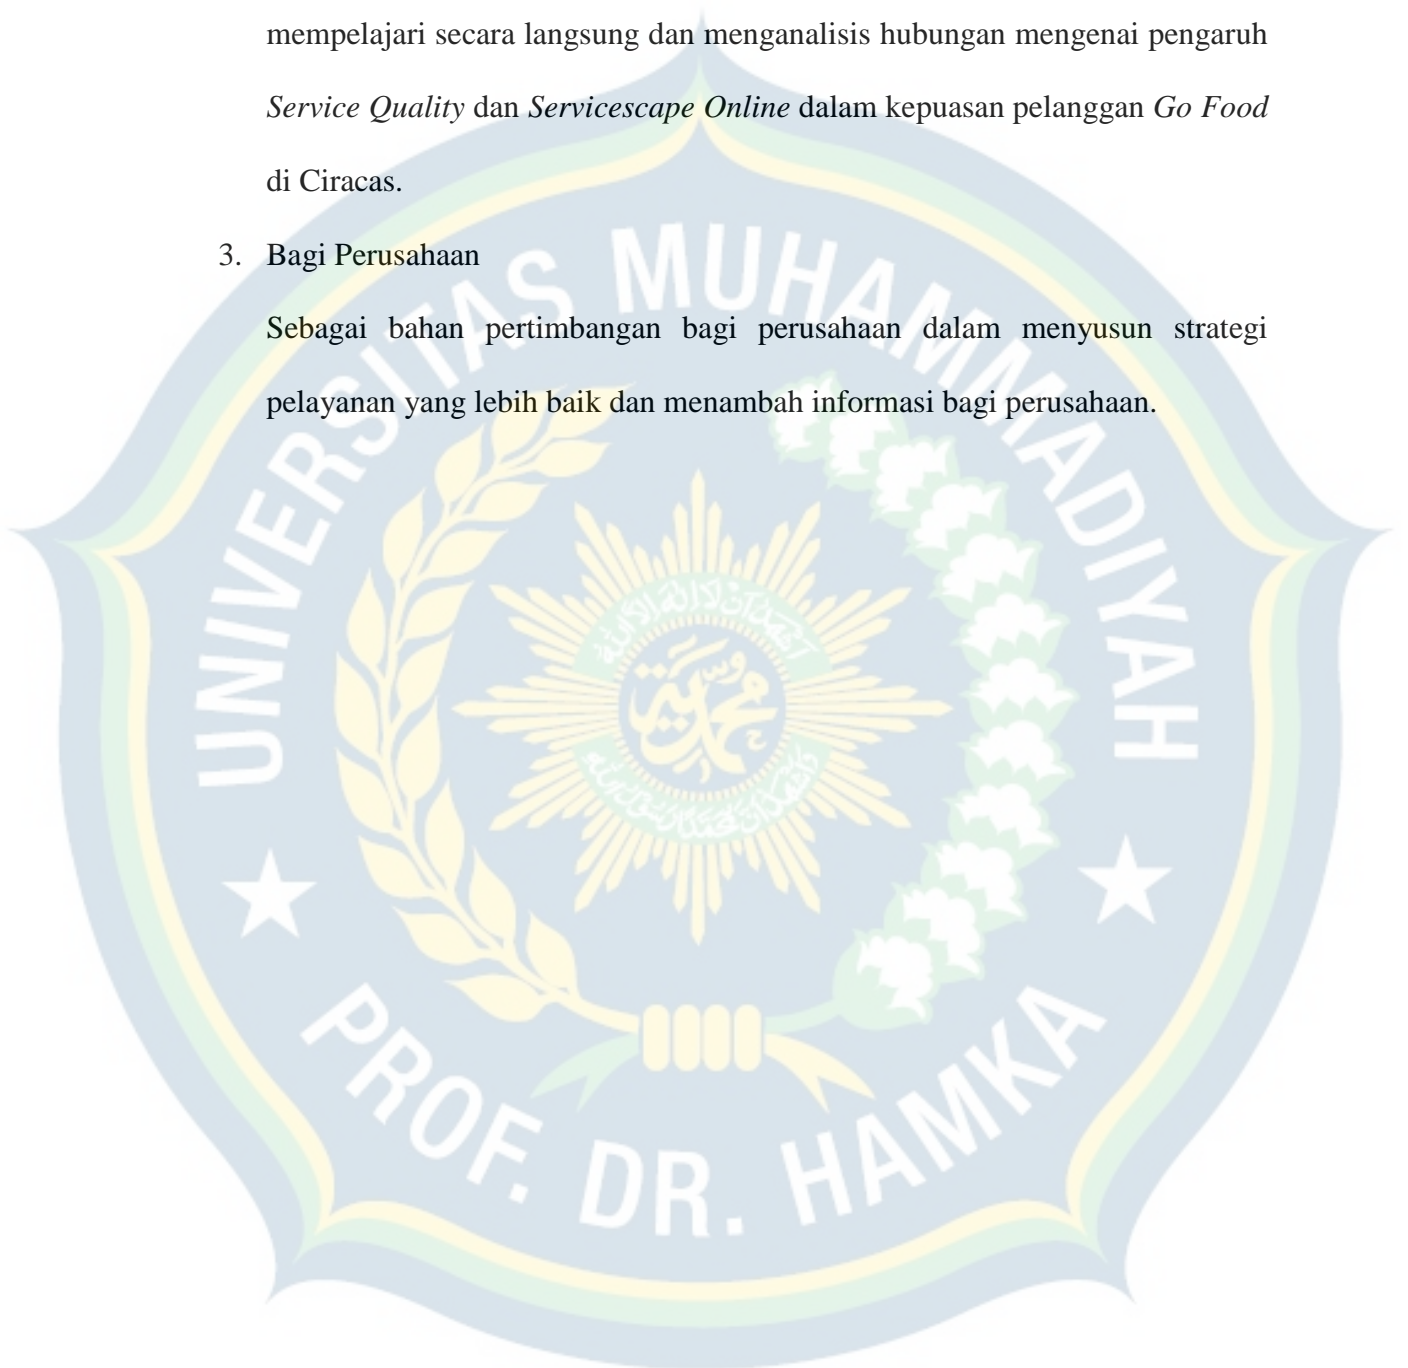 mempelajari secara langsung dan menganalisis hubungan mengenai pengaruh
Service Quality dan Servicescape Online dalam kepuasan pelanggan Go Food
di Ciracas.
3. Bagi Perusahaan
Sebagai bahan pertimbangan bagi perusahaan dalam menyusun strategi
pelayanan yang lebih baik dan menambah informasi bagi perusahaan.
UNIVERSITAS MUHAMMADIYAH
محمدية
PROF. DR. HAMKA